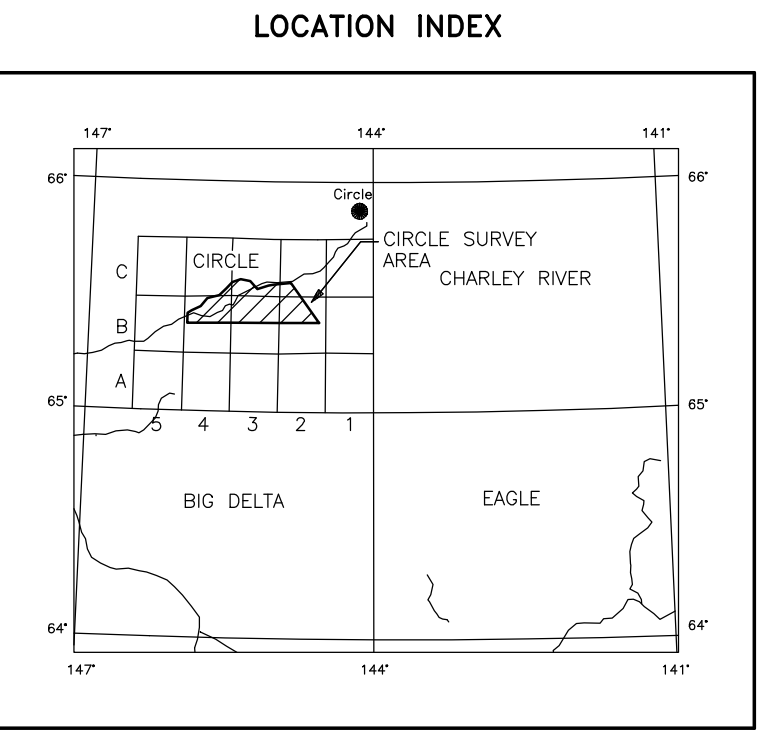 LOCATION INDEX
147° 144° 141°
66° 66°
Circle
CIRCLE SURVEY
AREA
CIRCLE
C
CHARLEY RIVER
B
A
65° 65°
5 4 3 2 1
BIG DELTA EAGLE
64° 64°
147° 144° 141°